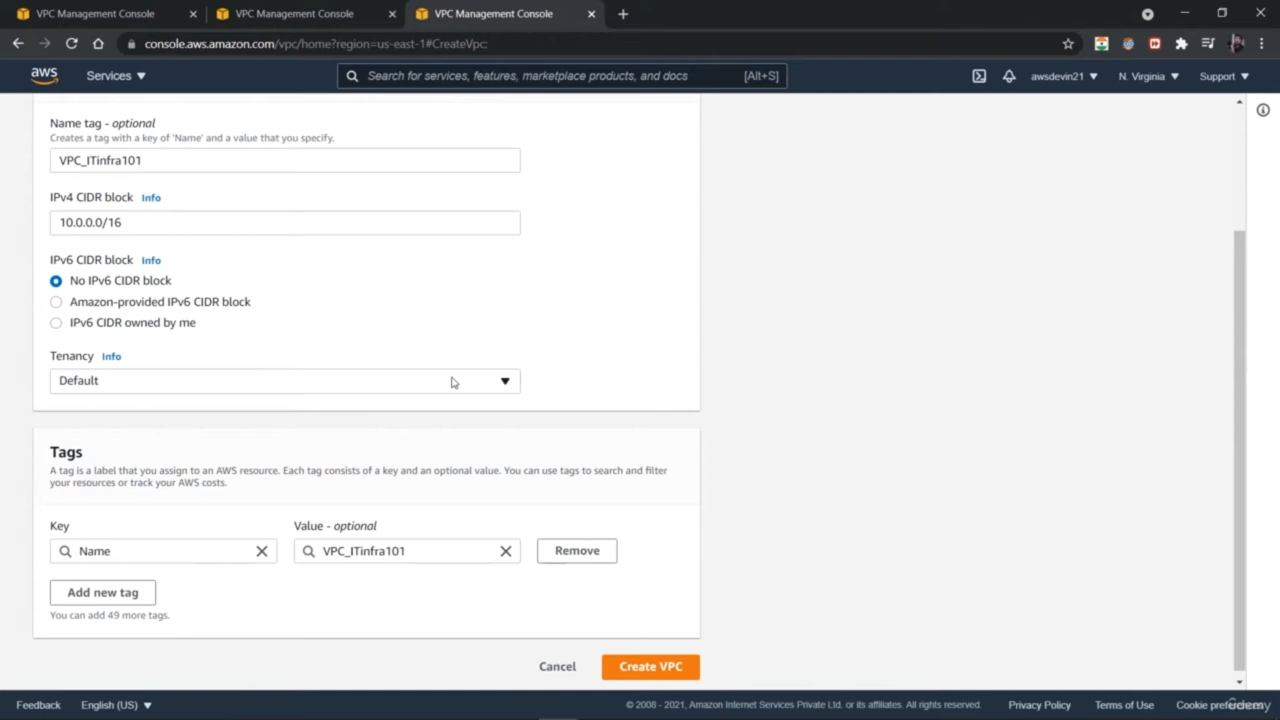 VPC Management Console
VPC Management Console
VPC Management Console
console.aws.amazon.com/vpc/home?region=us-east-1#CreateVpc:
aws
Services
Search for services, features, marketplace products, and docs
[Alt+S]
awsdevin21
N. Virginia
Support
Name tag - optional
Creates a tag with a key of 'Name' and a value that you specify.
VPC_ITinfra101
IPv4 CIDR block Info
10.0.0.0/16
IPv6 CIDR block Info
No IPv6 CIDR block
Amazon-provided IPv6 CIDR block
IPv6 CIDR owned by me
Tenancy Info
Default
Tags
A tag is a label that you assign to an AWS resource. Each tag consists of a key and an optional value. You can use tags to search and filter
your resources or track your AWS costs.
Key
Value - optional
Name
VPC_ITinfra101
Remove
Add new tag
You can add 49 more tags.
Cancel
Create VPC
Feedback
English (US)
© 2008 - 2021, Amazon Internet Services Private Ltd. or its affiliates. All rights reserved.
Privacy Policy
Terms of Use
Cookie preferences
Udemy